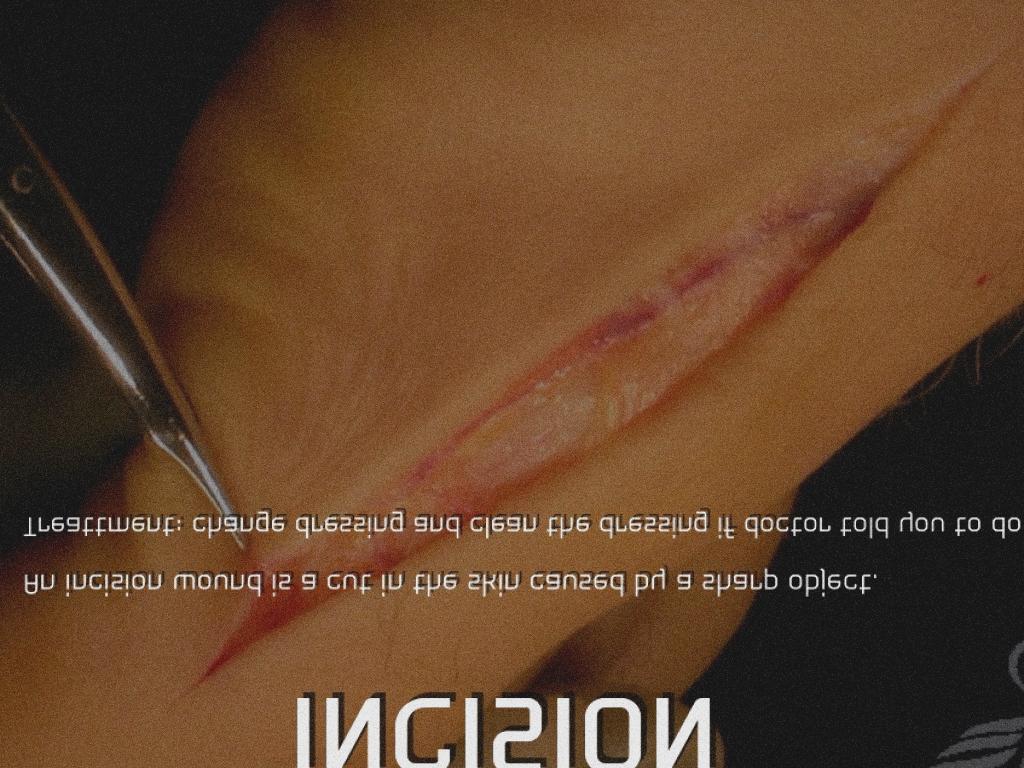 INCISION
An incision wound is a cut in the skin caused by a sharp object.
Treattment: change dressing and clean the dressing if doctor told you to do